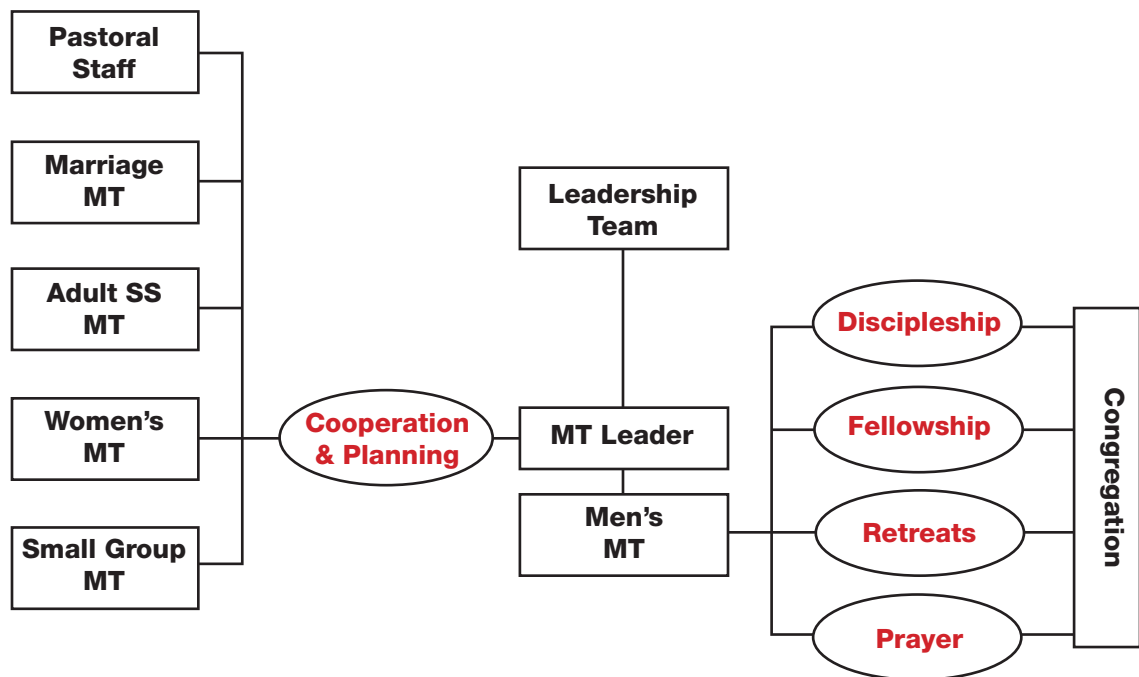 Pastoral
Staff
Marriage
MT
Adult SS
MT
Women's
MT
Small Group
MT
Cooperation
& Planning
Leadership
Team
MT Leader
Men's
MT
Discipleship
Fellowship
Retreats
Prayer
Congregation